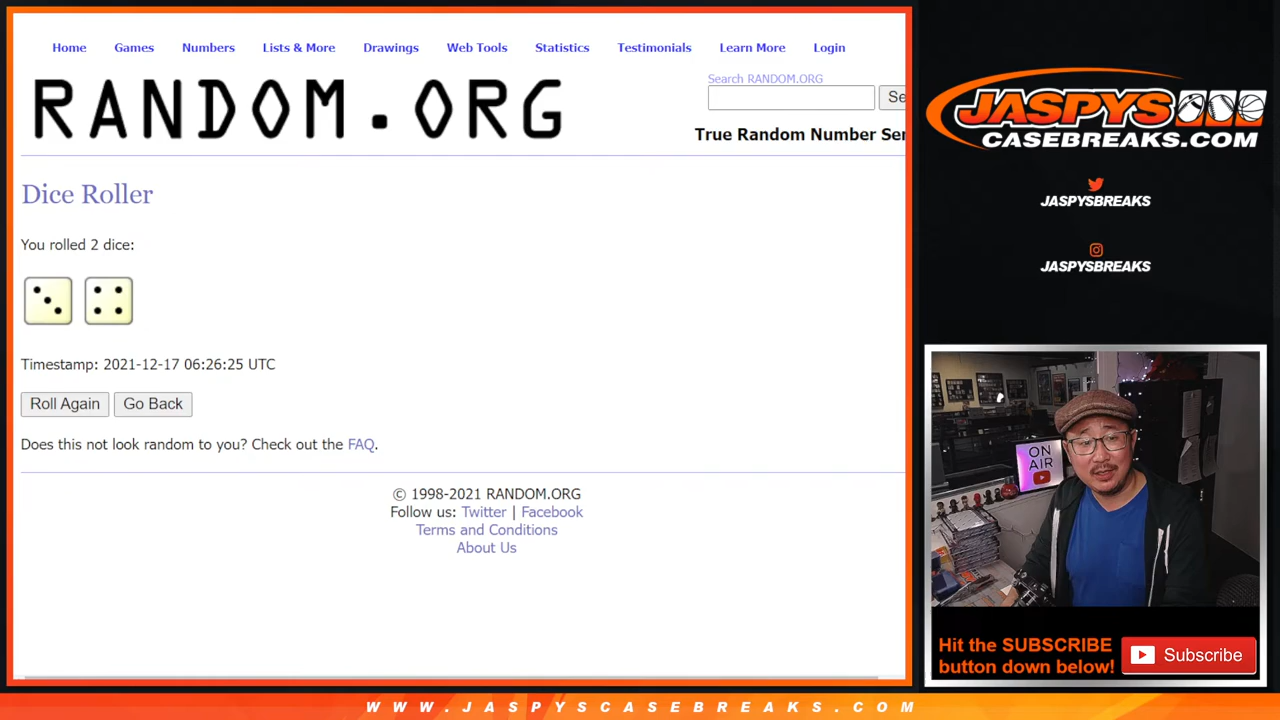 Home Games Numbers Lists & More Drawings Web Tools Statistics Testimonials Learn More Login
RANDOM.ORG
Search RANDOM.ORG
True Random Number Ser
Dice Roller
You rolled 2 dice:
Timestamp: 2021-12-17 06:26:25 UTC
Roll Again Go Back
Does this not look random to you? Check out the FAQ.
© 1998-2021 RANDOM.ORG
Follow us: Twitter | Facebook
Terms and Conditions
About Us
JASPYS
CASEBREAKS.COM
JASPYSBREAKS
JASPYSBREAKS
ON
AIR
Hit the SUBSCRIBE
button down below!
Subscribe
WWW.JASPYSCASEBREAKS.COM